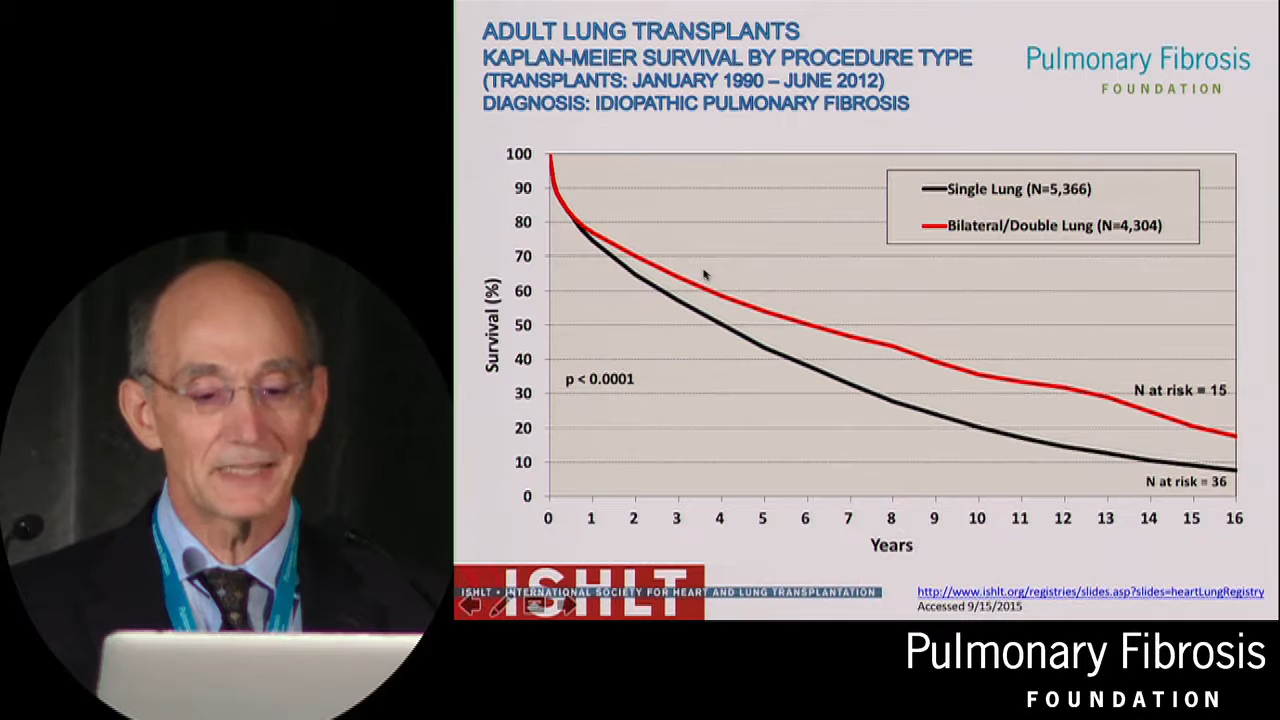 ADULT LUNG TRANSPLANTS
KAPLAN-MEIER SURVIVAL BY PROCEDURE TYPE
(TRANSPLANTS: JANUARY 1990 – JUNE 2012)
DIAGNOSIS: IDIOPATHIC PULMONARY FIBROSIS
Pulmonary Fibrosis
FOUNDATION
Survival (%)
100
90
80
70
60
50
40
30
20
10
0
Single Lung (N=5,366)
Bilateral/Double Lung (N=4,304)
p < 0.0001
N at risk = 15
N at risk = 36
0 1 2 3 4 5 6 7 8 9 10 11 12 13 14 15 16
Years
ISHLT
ISHLT • INTERNATIONAL SOCIETY FOR HEART AND LUNG TRANSPLANTATION
http://www.ishlt.org/registries/slides.asp?slides=heartLungRegistry
Accessed 9/15/2015
Pulmonary Fibrosis
FOUNDATION